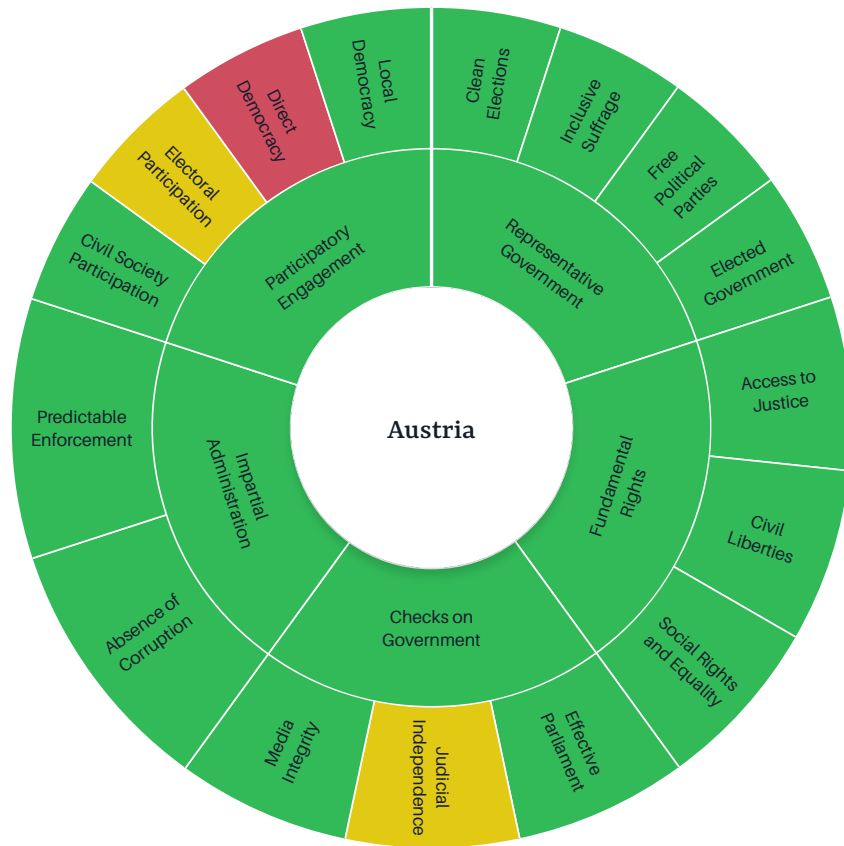 Austria
Representative
Government
Fundamental
Rights
Checks on
Government
Impartial
Administration
Participatory
Engagement
Clean
Elections
Inclusive
Suffrage
Free
Political
Parties
Elected
Government
Access to
Justice
Civil
Liberties
Social Rights
and Equality
Effective
Parliament
Judicial
Independence
Media
Integrity
Absence of
Corruption
Predictable
Enforcement
Civil Society
Participation
Electoral
Participation
Direct
Democracy
Local
Democracy